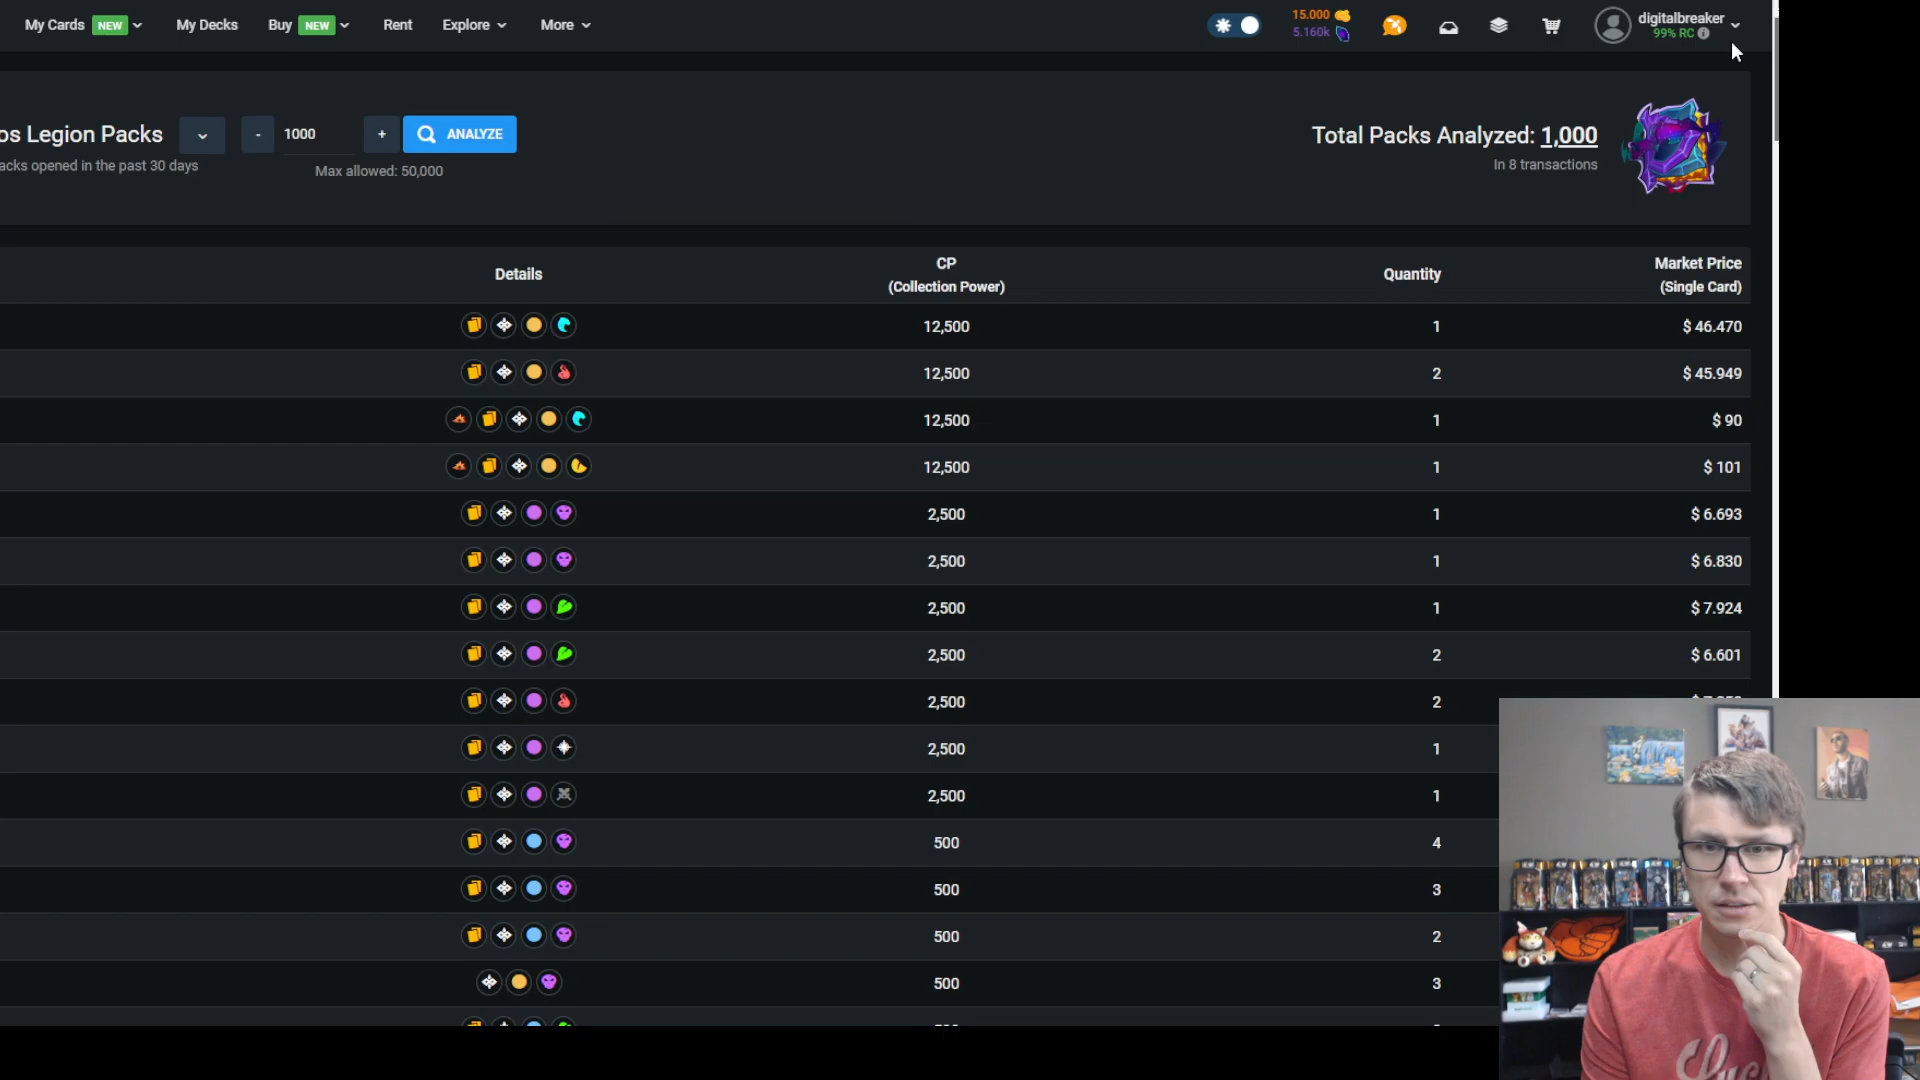 My Cards NEW
My Decks
Buy NEW
Rent
Explore
More
15.000
5.160k
digitalbreaker
99% RC
os Legion Packs
- 1000 +
ANALYZE
acks opened in the past 30 days
Max allowed: 50,000
Total Packs Analyzed: 1,000
In 8 transactions
Details
CP
(Collection Power)
Quantity
Market Price
(Single Card)
12,500 1 $ 46.470
12,500 2 $ 45.949
12,500 1 $ 90
12,500 1 $ 101
2,500 1 $ 6.693
2,500 1 $ 6.830
2,500 1 $ 7.924
2,500 2 $ 6.601
2,500 2
2,500 1
2,500 1
500 4
500 3
500 2
500 3